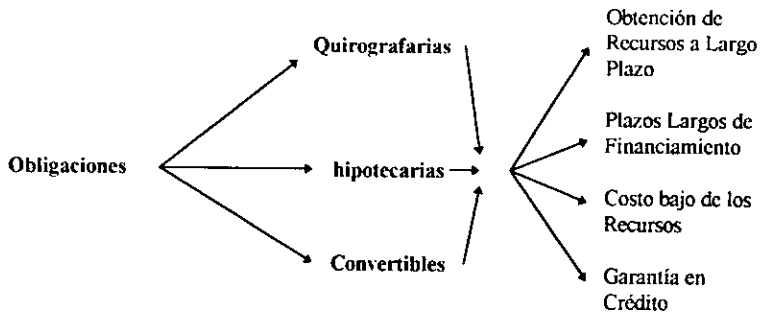 Obligaciones
Quirografarias
hipotecarias
Convertibles
Obtención de
Recursos a Largo
Plazo
Plazos Largos de
Financiamiento
Costo bajo de los
Recursos
Garantía en
Crédito